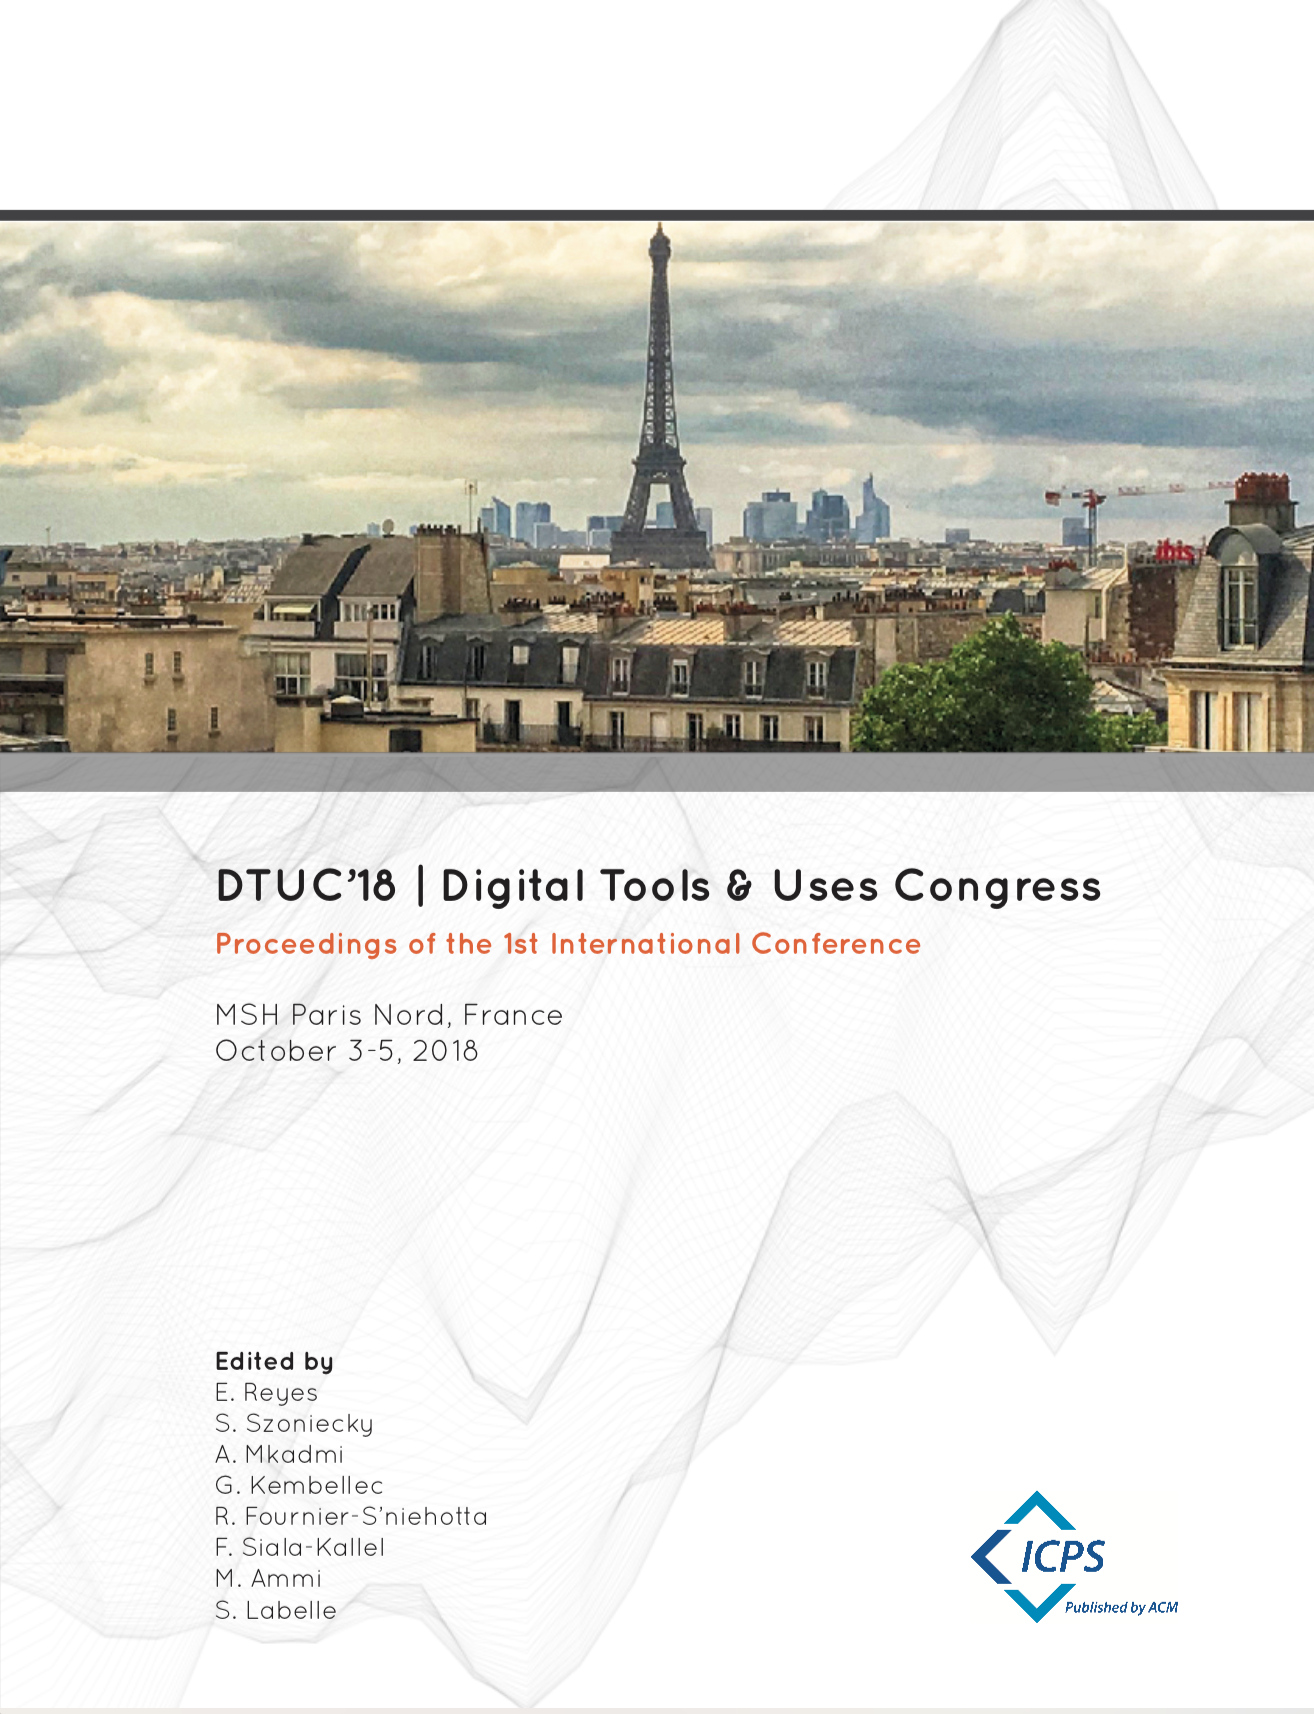 ibis
DTUC’18 | Digital Tools & Uses Congress
Proceedings of the 1st International Conference
MSH Paris Nord, France
October 3-5, 2018
Edited by
E. Reyes
S. Szoniecky
A. Mkadmi
G. Kembellec
R. Fournier-S’niehotta
F. Siala-Kallel
M. Ammi
S. Labelle
ICPS
Published by ACM